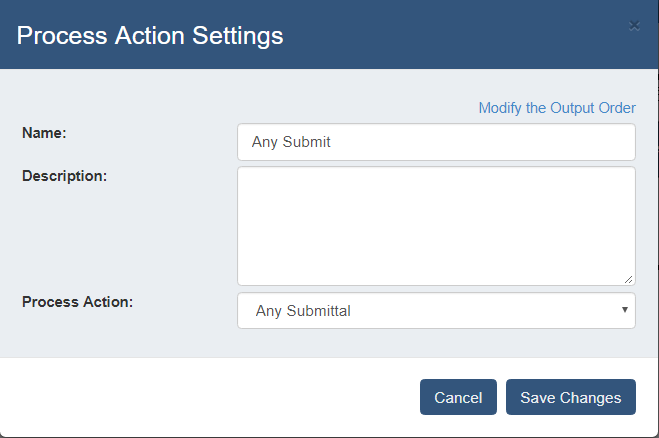 Process Action Settings
×
Modify the Output Order
Name:
Any Submit
Description:
Process Action:
Any Submittal
Cancel
Save Changes